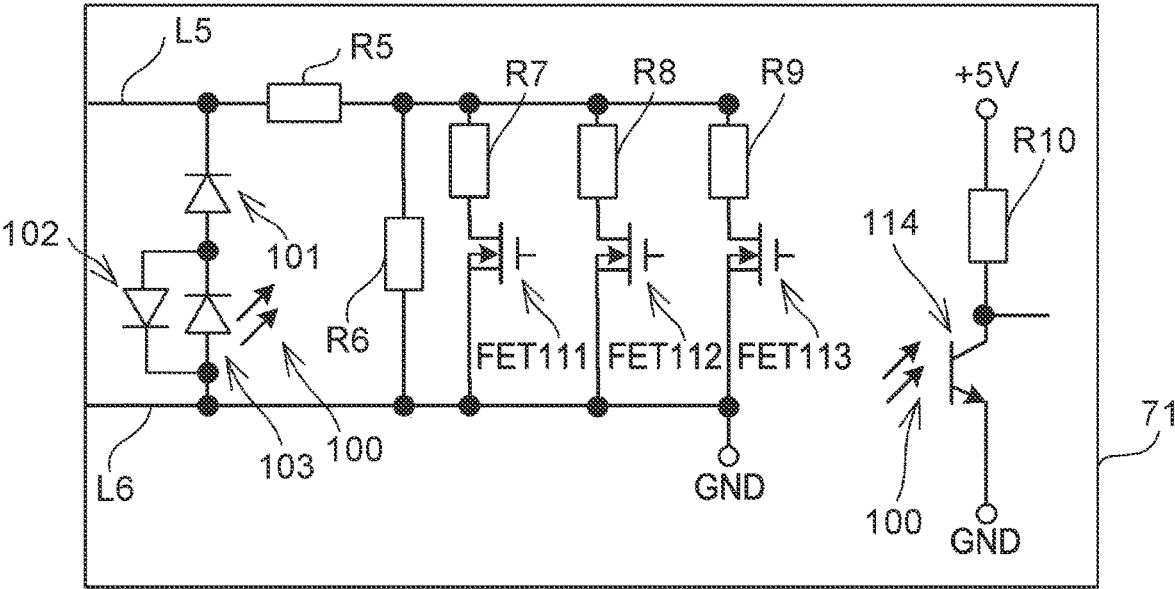 L5
R5
R7
R8
R9
+5V
R10
102
101
114
R6
FET111
FET112
FET113
103
100
L6
GND
100
GND
71